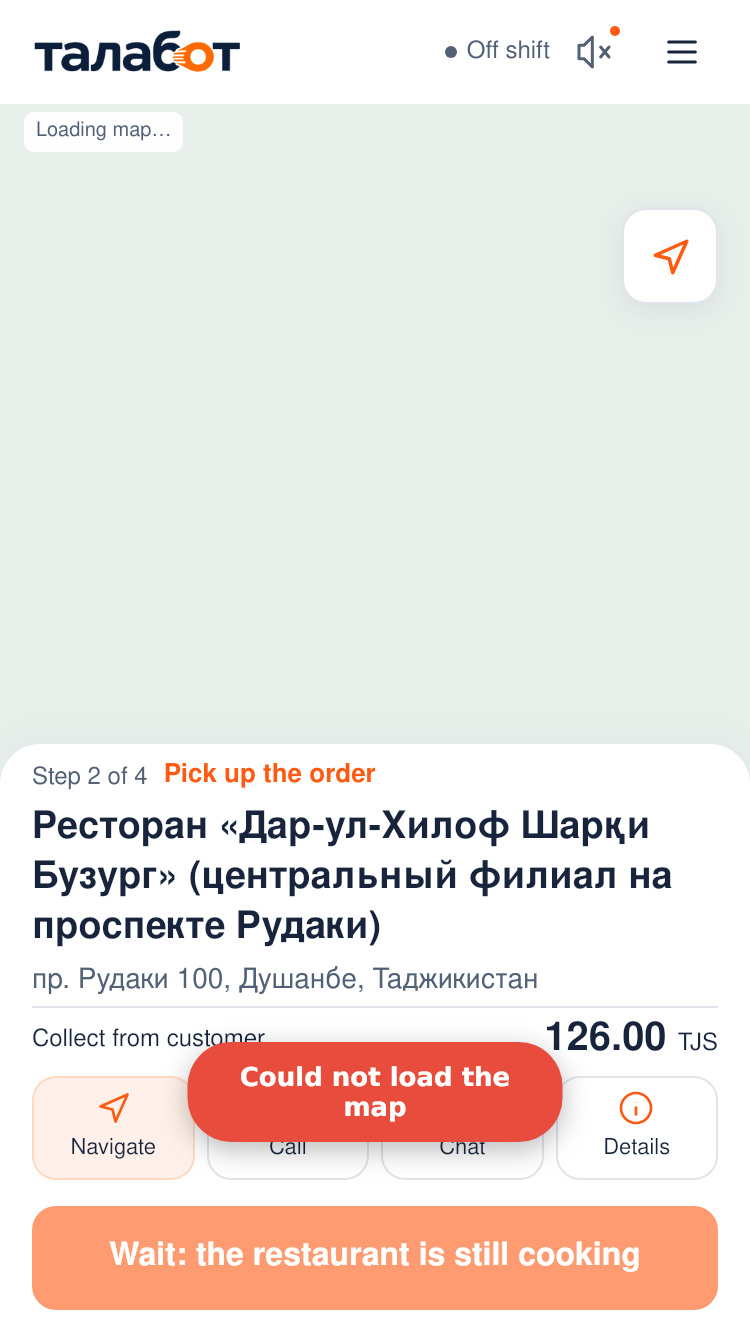 талабот
Off shift
Loading map…
Step 2 of 4 Pick up the order
Ресторан «Дар-ул-Хилоф Шарқи
Бузург» (центральный филиал на
проспекте Рудаки)
пр. Рудаки 100, Душанбе, Таджикистан
Collect from customer 126.00 TJS
Could not load the
map
Navigate
Call
Chat
Details
Wait: the restaurant is still cooking